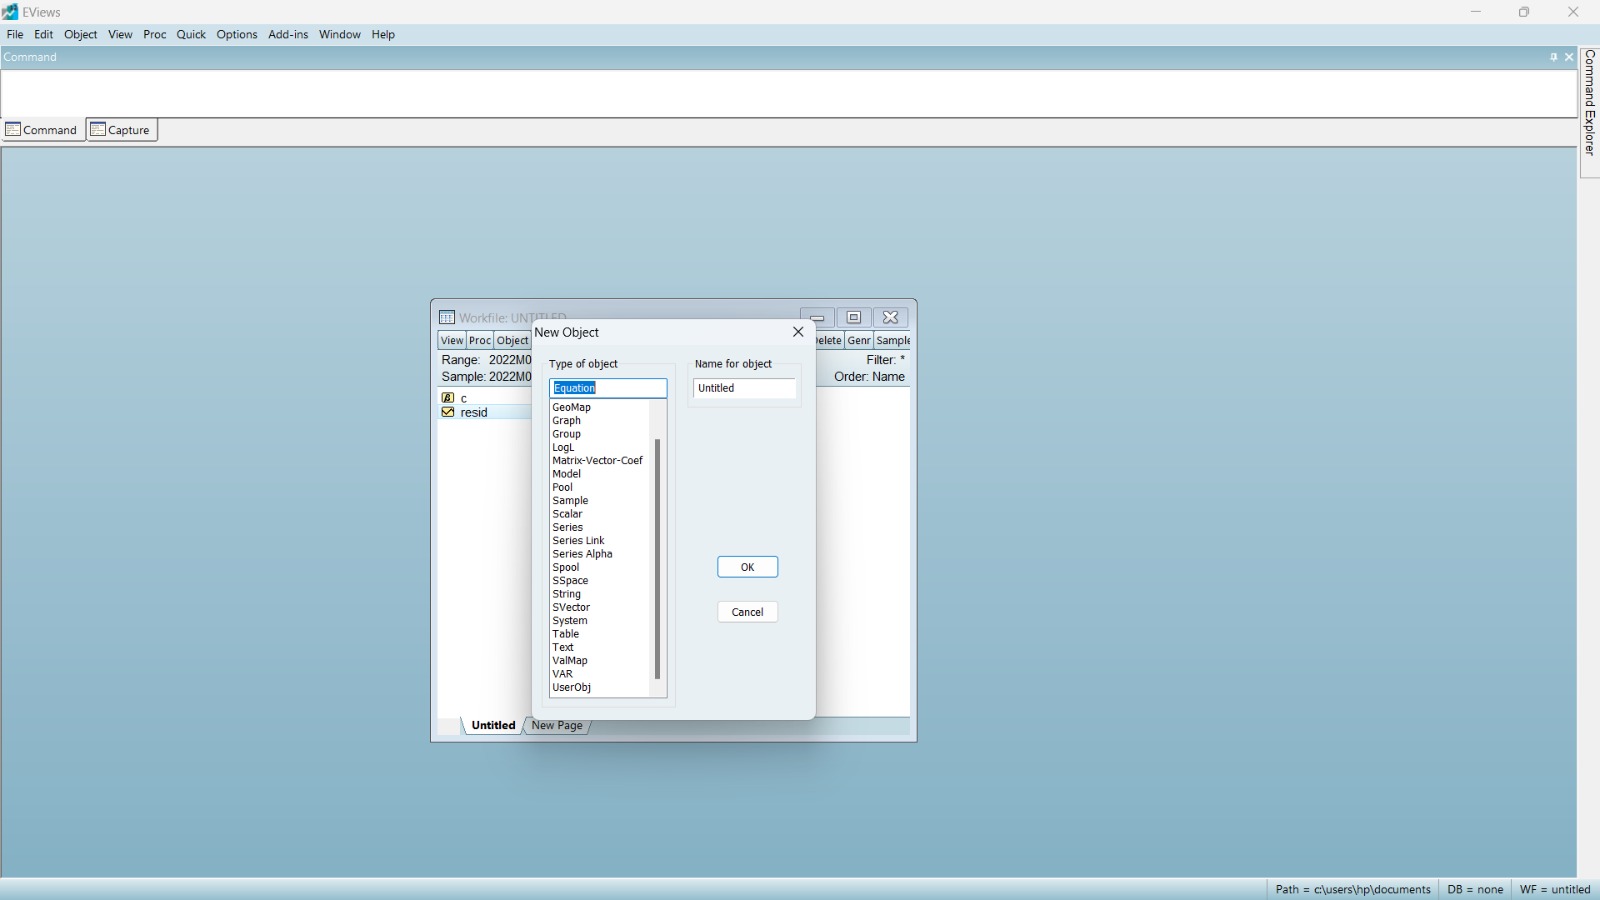 EViews
File Edit Object View Proc Quick Options Add-ins Window Help
Command
Command Explorer
Command Capture
Workfile: UNTITLED
New Object
View Proc Object
Genr Sample
Range: 2022M0
Filter: *
Sample: 2022M0
Order: Name
c
resid
Type of object
Equation
GeoMap
Graph
Group
LogL
Matrix-Vector-Coef
Model
Pool
Sample
Scalar
Series
Series Link
Series Alpha
Spool
SSpace
String
SVector
System
Table
Text
ValMap
VAR
UserObj
Name for object
Untitled
OK
Cancel
Untitled New Page
Path = c:\users\hp\documents DB = none WF = untitled